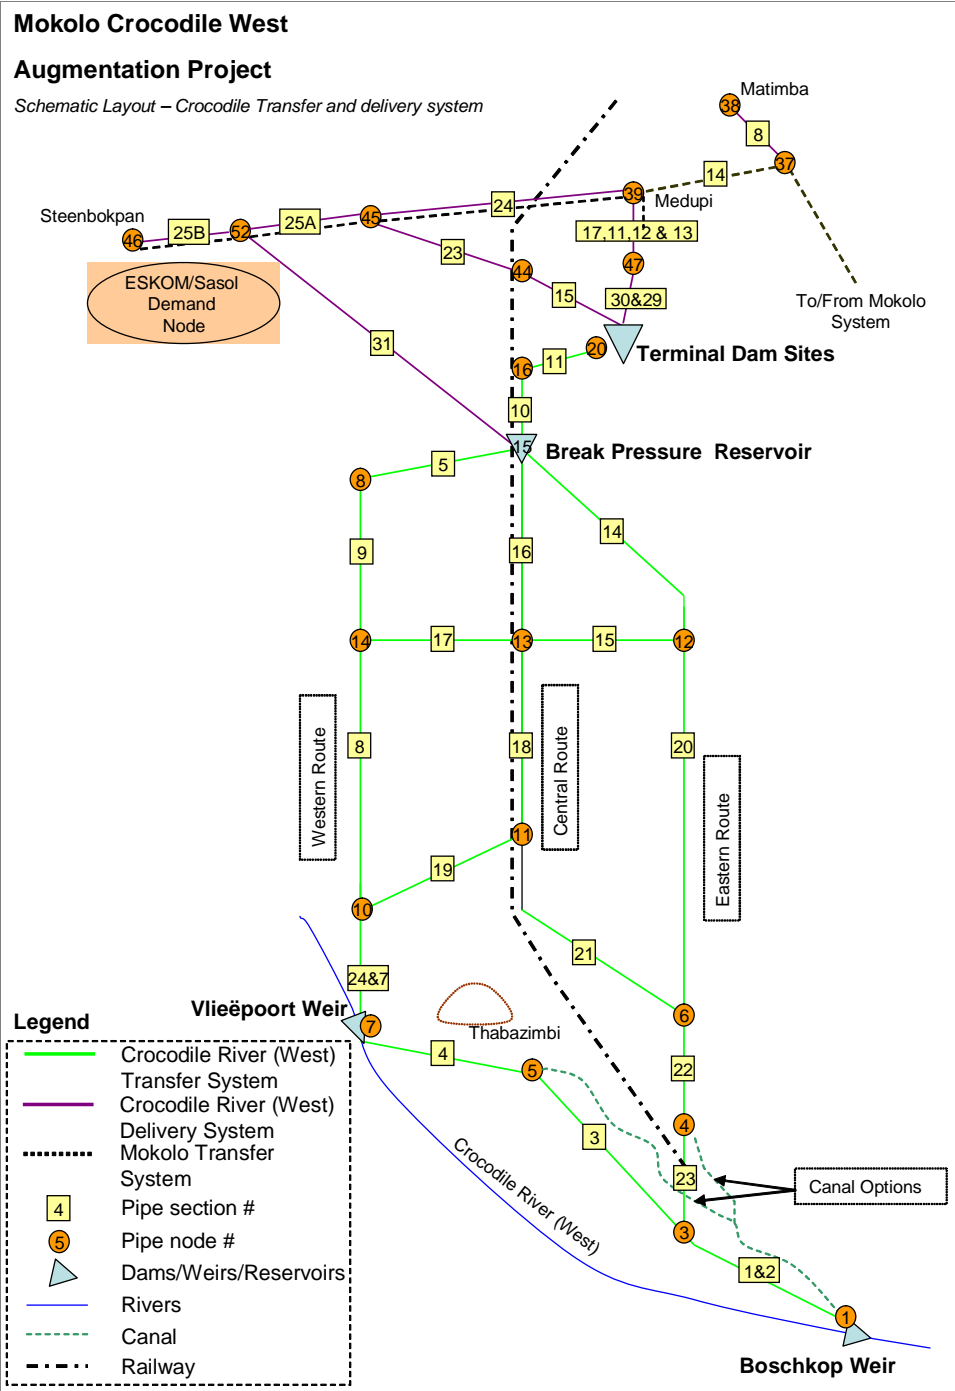 Mokolo Crocodile West
Augmentation Project
Schematic Layout – Crocodile Transfer and delivery system
Matimba
38
8
37
14
39
Medupi
24
Steenbokpan
46
25B
52
25A
45
17,11,12 & 13
23
44
47
15
30&29
ESKOM/Sasol
Demand
Node
To/From Mokolo
System
31
20
Terminal Dam Sites
11
16
10
15
Break Pressure Reservoir
5
8
14
9
16
14
17
13
15
12
Western Route
8
Central Route
18
20
Eastern Route
11
19
10
21
24&7
6
Vlieëpoort Weir
7
Thabazimbi
4
5
22
4
3
23
Canal Options
Crocodile River (West)
3
1&2
1
Boschkop Weir
Legend
Crocodile River (West)
Transfer System
Crocodile River (West)
Delivery System
Mokolo Transfer
System
4
Pipe section #
5
Pipe node #
Dams/Weirs/Reservoirs
Rivers
Canal
Railway